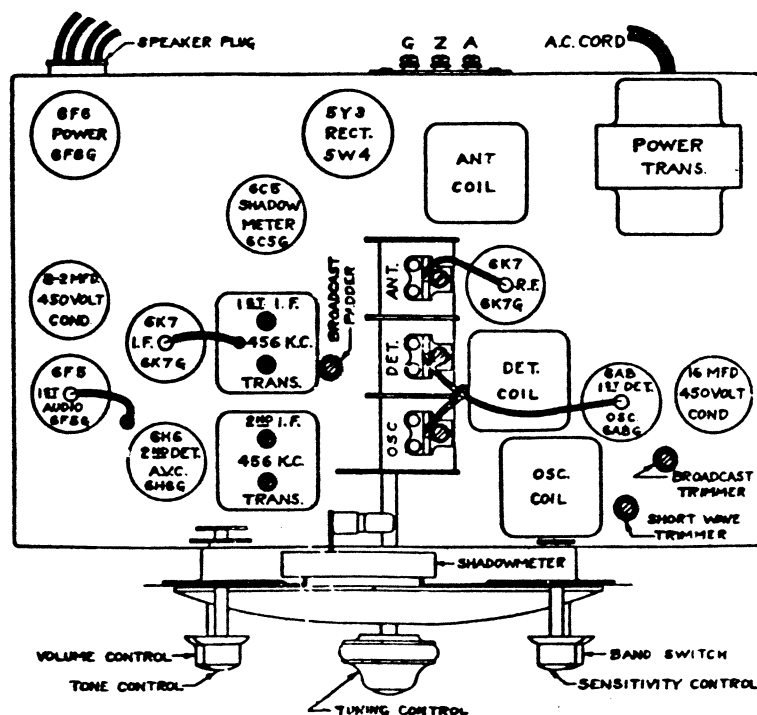 SPEAKER PLUG
G Z A
A.C. CORD
6F6
POWER
6F6G
5Y3
RECT.
5W4
ANT
COIL
POWER
TRANS.
6C5
SHADOW
METER
6C5G
8-2 MFD.
450 VOLT
COND.
6K7
I.F.
6K7G
1ST I.F.
456 K.C.
TRANS.
BROADCAST
PADDER
ANT.
DET.
OSC
6K7
R.F.
6K7G
DET.
COIL
6A8
1ST DET.
OSC
6A8G
16 MFD
450 VOLT
COND
6F5
1ST
AUDIO
6F5G
6H6
2ND DET.
A.V.C.
6H6G
2ND I.F.
456 K.C.
TRANS.
OSC.
COIL
BROADCAST
TRIMMER
SHORT WAVE
TRIMMER
SHADOWMETER
VOLUME CONTROL
TONE CONTROL
TUNING CONTROL
BAND SWITCH
SENSITIVITY CONTROL